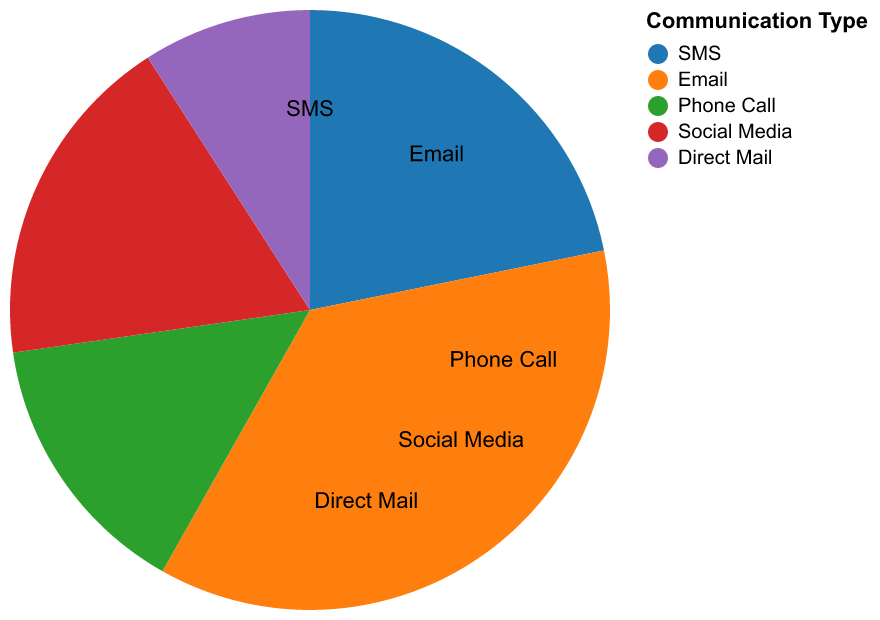 Communication Type
SMS
Email
Phone Call
Social Media
Direct Mail
SMS
Email
Phone Call
Social Media
Direct Mail